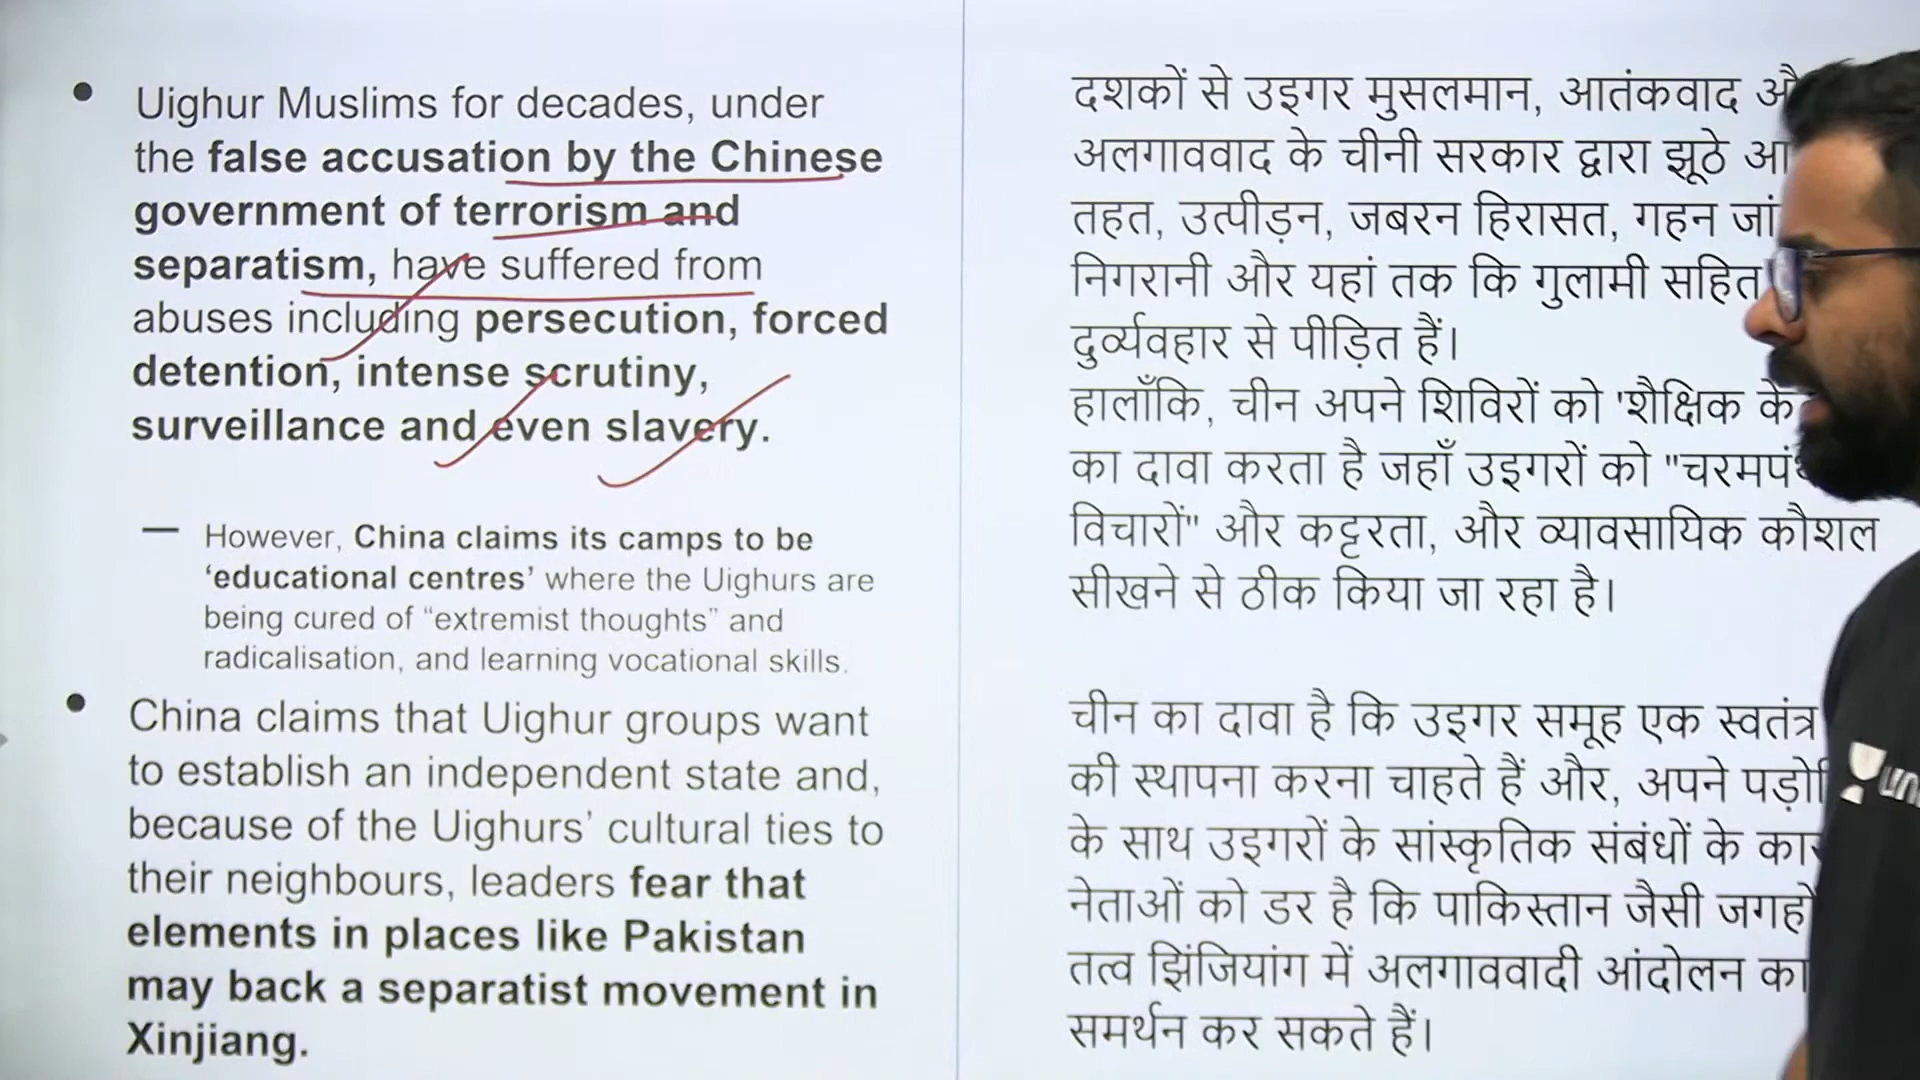 Uighur Muslims for decades, under
the false accusation by the Chinese
government of terrorism and
separatism, have suffered from
abuses including persecution, forced
detention, intense scrutiny,
surveillance and even slavery.
— However, China claims its camps to be
‘educational centres’ where the Uighurs are
being cured of “extremist thoughts” and
radicalisation, and learning vocational skills.
China claims that Uighur groups want
to establish an independent state and,
because of the Uighurs’ cultural ties to
their neighbours, leaders fear that
elements in places like Pakistan
may back a separatist movement in
Xinjiang.
दशकों से उइगर मुसलमान, आतंकवाद
अलगाववाद के चीनी सरकार द्वारा झूठे
तहत, उत्पीड़न, जबरन हिरासत, गहन
निगरानी और यहां तक कि गुलामी सहित
दुर्व्यवहार से पीड़ित हैं।
हालाँकि, चीन अपने शिविरों को 'शैक्षिक
का दावा करता है जहाँ उइगरों को
विचारों" और कट्टरता, और व्यावसायिक कौशल
सीखने से ठीक किया जा रहा है।
चीन का दावा है कि उइगर समूह एक स्वतंत्र
की स्थापना करना चाहते हैं और, अपने
के साथ उइगरों के सांस्कृतिक संबंधों के
नेताओं को डर है कि पाकिस्तान जैसी
तत्व झिंजियांग में अलगाववादी आंदोलन का
समर्थन कर सकते हैं।